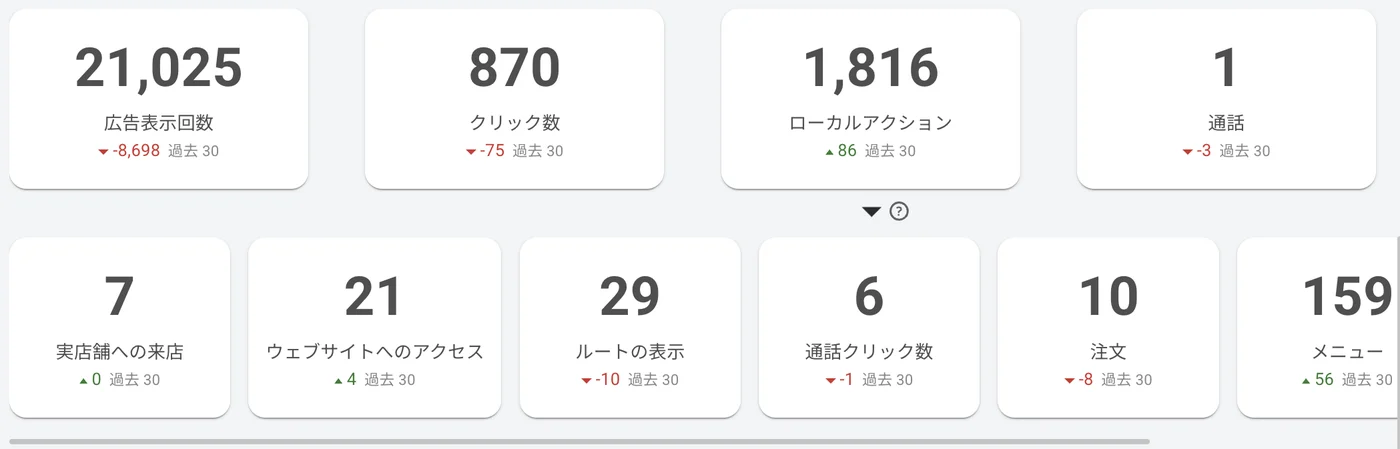 21,025
広告表示回数
-8,698 過去 30
870
クリック数
-75 過去 30
1,816
ローカルアクション
86 過去 30
1
通話
-3 過去 30
?
7
実店舗への来店
0 過去 30
21
ウェブサイトへのアクセス
4 過去 30
29
ルートの表示
-10 過去 30
6
通話クリック数
-1 過去 30
10
注文
-8 過去 30
159
メニュー
56 過去 30